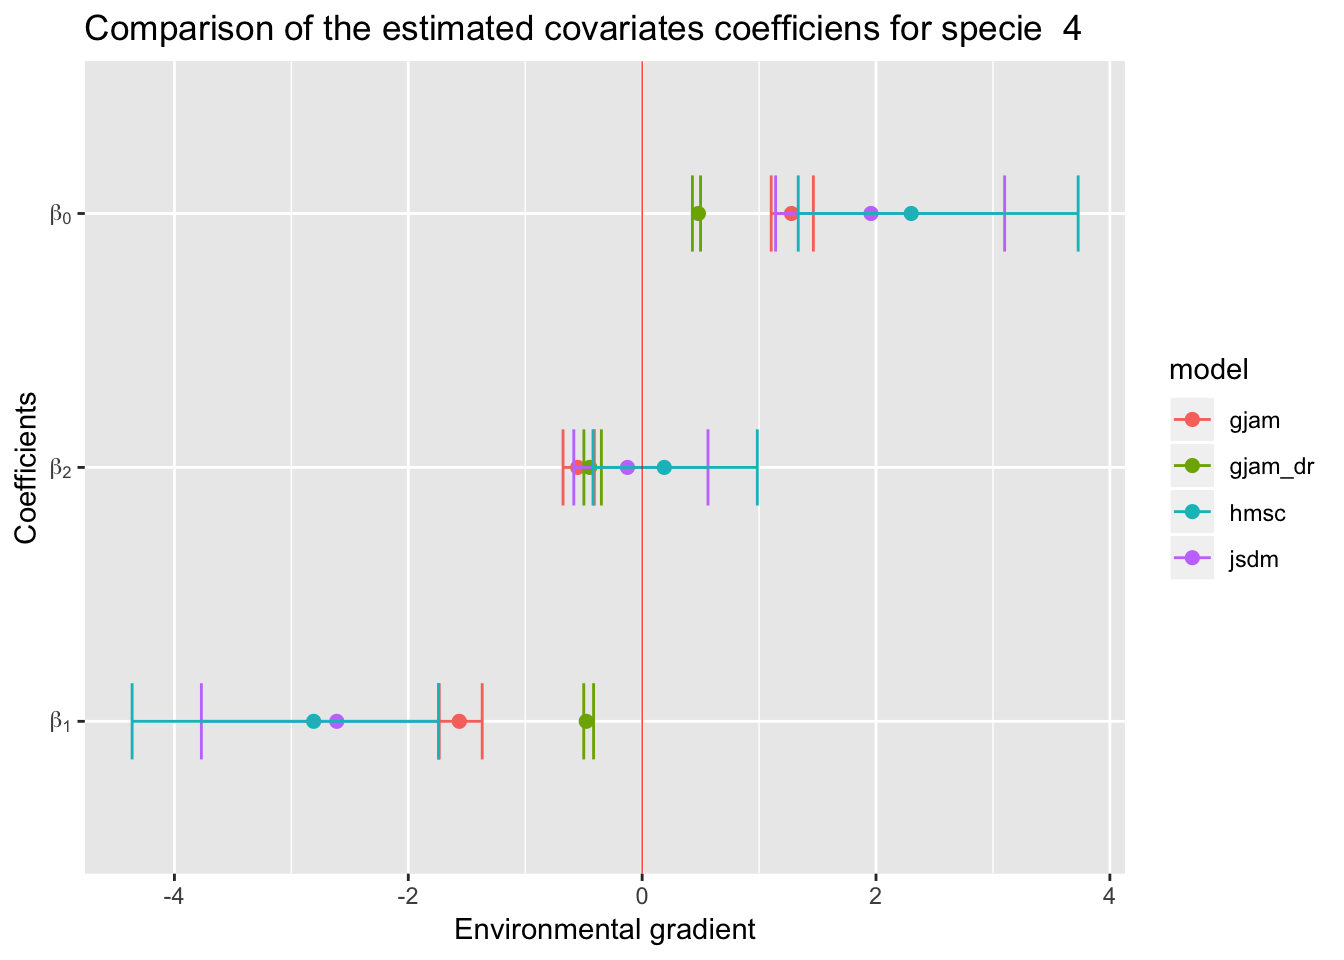 Comparison of the estimated covariates coefficiens for specie  4
Coefficients
β₀
β₂
β₁
-4 -2 0 2 4
Environmental gradient
model
gjam
gjam_dr
hmsc
jsdm